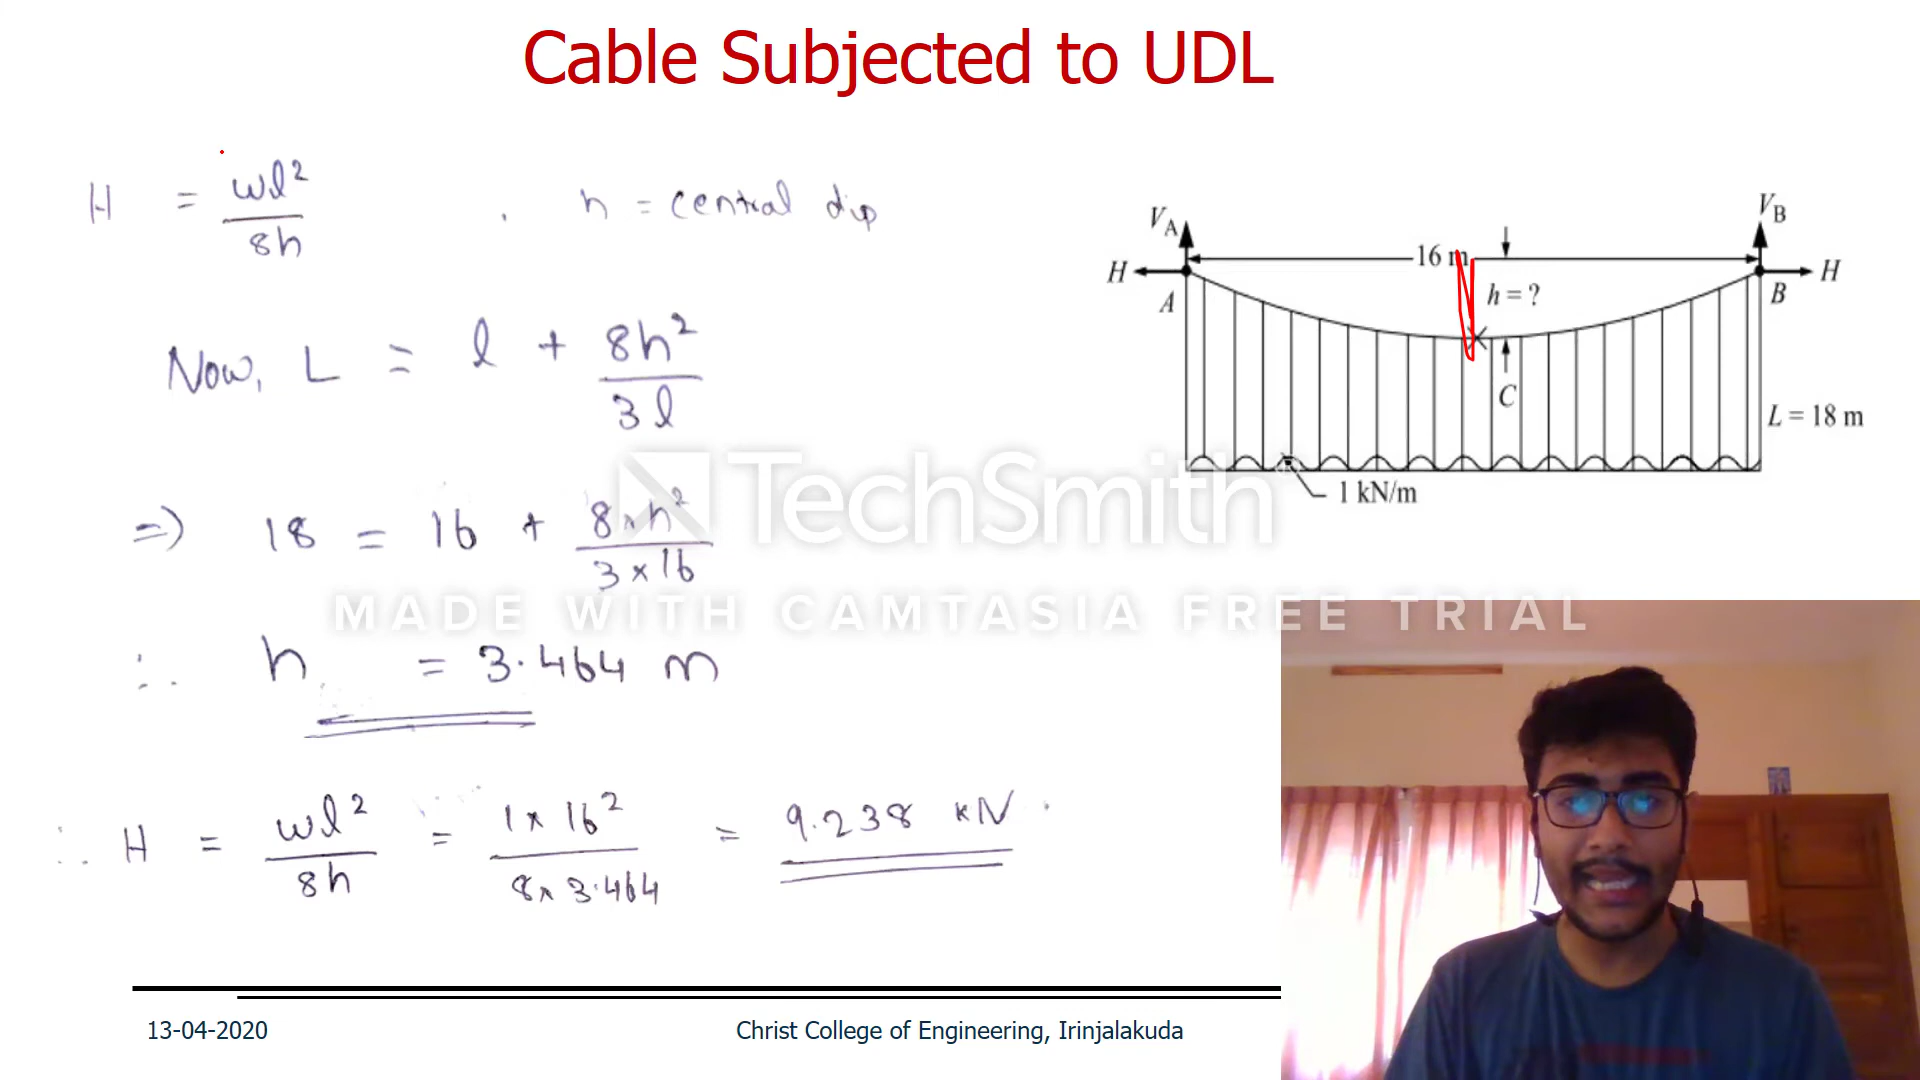 Cable Subjected to UDL
H = wl² / 8h . h = central dip
Now, L = l + 8h² / 3l
=> 18 = 16 + 8×h² / 3×16
∴ h = 3.464 m
∴ H = wl² / 8h = 1×16² / 8×3.464 = 9.238 kN.
V_A
V_B
16 m
H
H
A
h = ?
B
C
L = 18 m
1 kN/m
TechSmith®
MADE WITH CAMTASIA FREE TRIAL
13-04-2020
Christ College of Engineering, Irinjalakuda